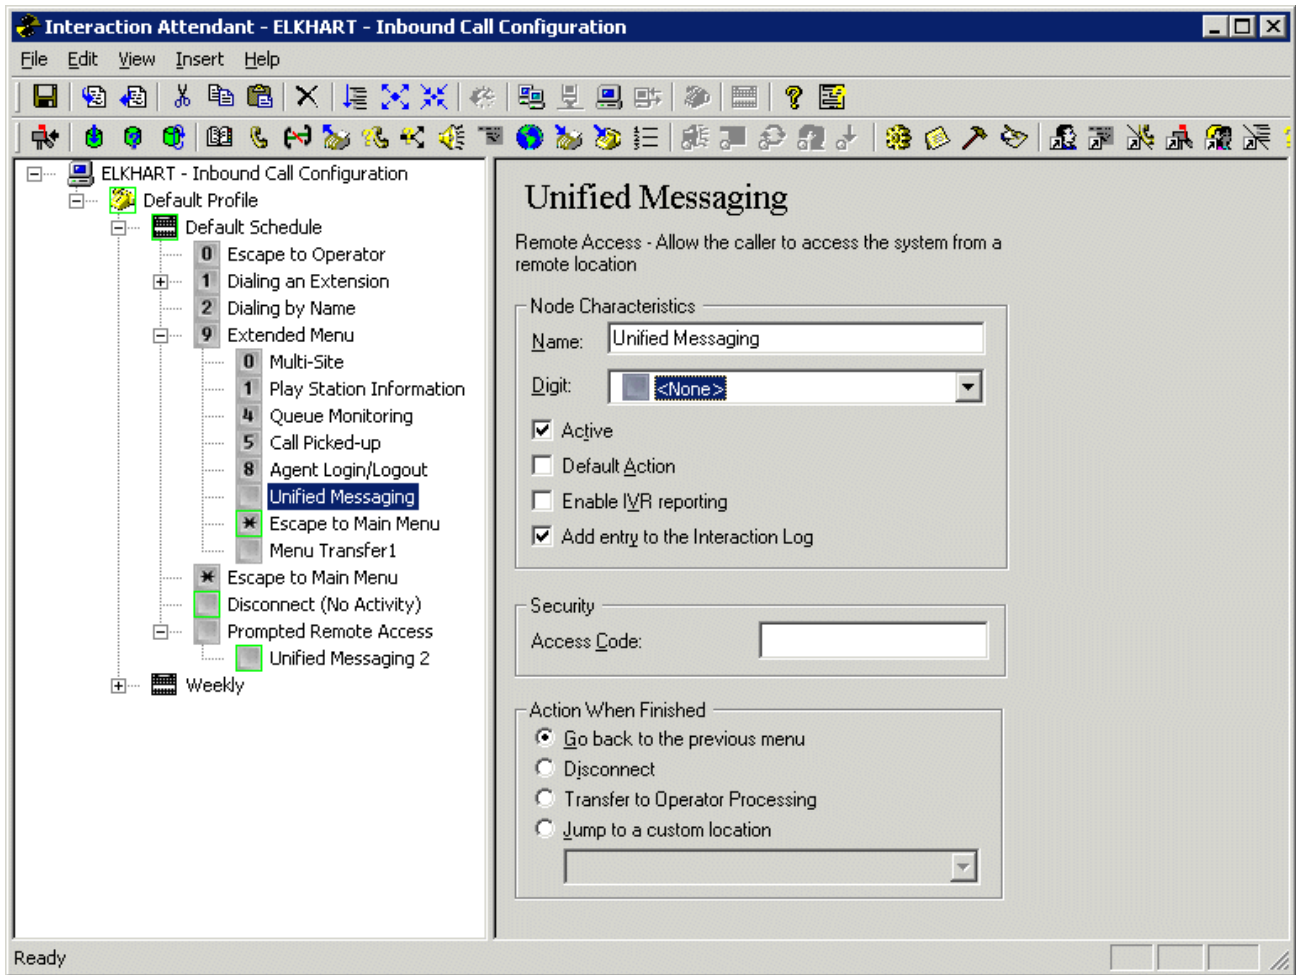 Interaction Attendant - ELKHART - Inbound Call Configuration
File Edit View Insert Help
ELKHART - Inbound Call Configuration
Default Profile
Default Schedule
0 Escape to Operator
1 Dialing an Extension
2 Dialing by Name
9 Extended Menu
0 Multi-Site
1 Play Station Information
4 Queue Monitoring
5 Call Picked-up
8 Agent Login/Logout
Unified Messaging
* Escape to Main Menu
Menu Transfer1
* Escape to Main Menu
Disconnect (No Activity)
Prompted Remote Access
Unified Messaging 2
Weekly
Unified Messaging
Remote Access - Allow the caller to access the system from a
remote location
Node Characteristics
Name: Unified Messaging
Digit: <None>
Active
Default Action
Enable IVR reporting
Add entry to the Interaction Log
Security
Access Code:
Action When Finished
Go back to the previous menu
Disconnect
Transfer to Operator Processing
Jump to a custom location
Ready